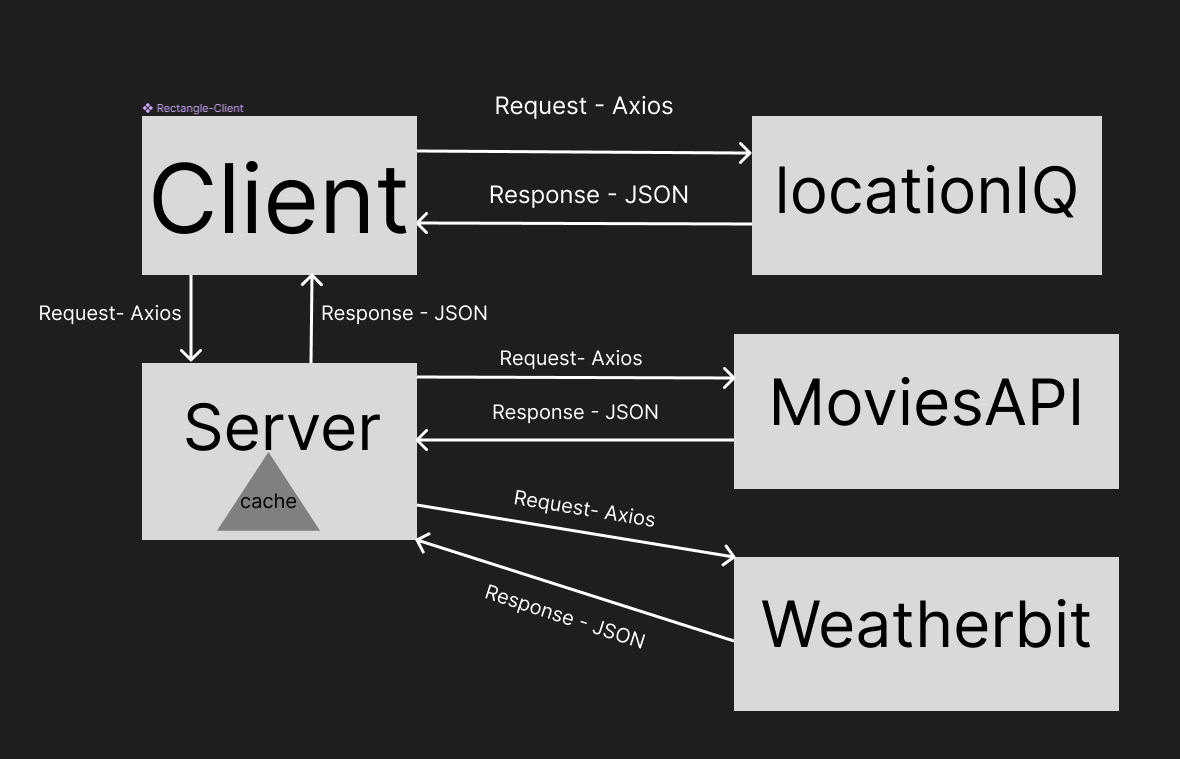 Rectangle-Client
Request - Axios
Client
locationIQ
Response - JSON
Request- Axios
Response - JSON
Request- Axios
MoviesAPI
Response - JSON
Server
cache
Request- Axios
Response - JSON
Weatherbit